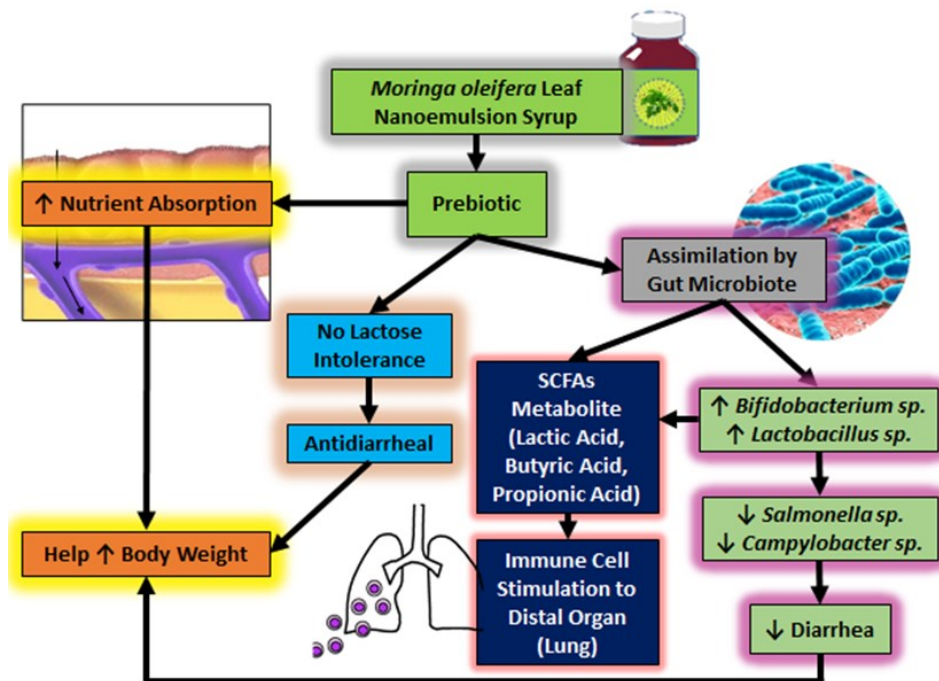 Moringa oleifera Leaf
Nanoemulsion Syrup
Prebiotic
↑ Nutrient Absorption
Assimilation by
Gut Microbiote
No Lactose
Intolerance
Antidiarrheal
SCFAs
Metabolite
(Lactic Acid,
Butyric Acid,
Propionic Acid)
↑ Bifidobacterium sp.
↑ Lactobacillus sp.
↓ Salmonella sp.
↓ Campylobacter sp.
Help ↑ Body Weight
Immune Cell
Stimulation to
Distal Organ
(Lung)
↓ Diarrhea